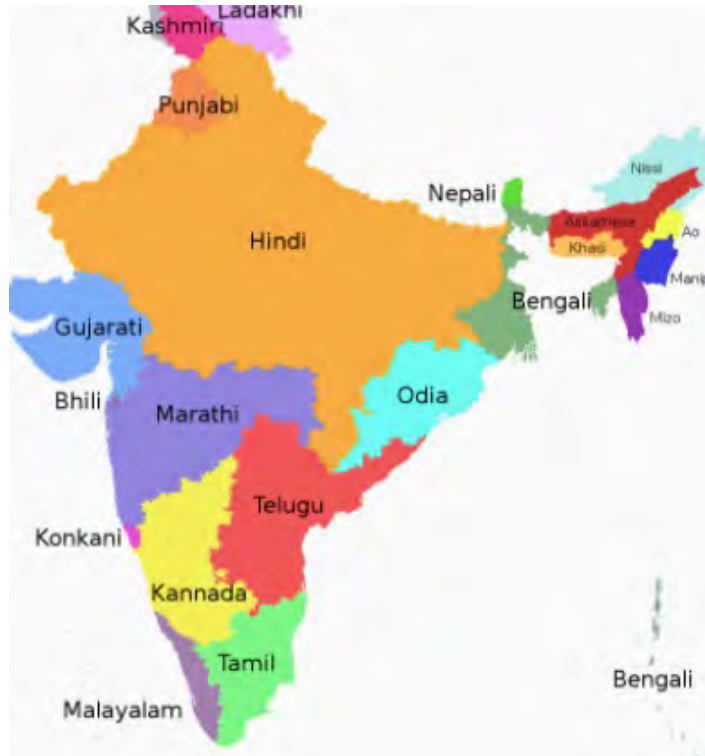 Ladakhi
Kashmiri
Punjabi
Nissi
Nepali
Assamese
Ao
Hindi
Khasi
Manip
Bengali
Mizo
Gujarati
Bhili
Marathi
Odia
Telugu
Konkani
Kannada
Tamil
Bengali
Malayalam